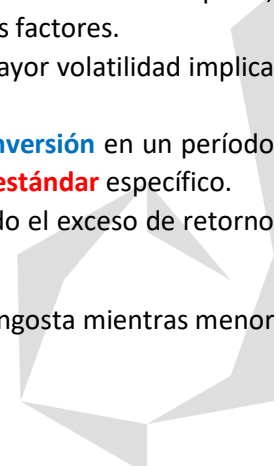 s factores.
ayor volatilidad implica
nversión en un período
estándar específico.
do el exceso de retorno
ngosta mientras menor